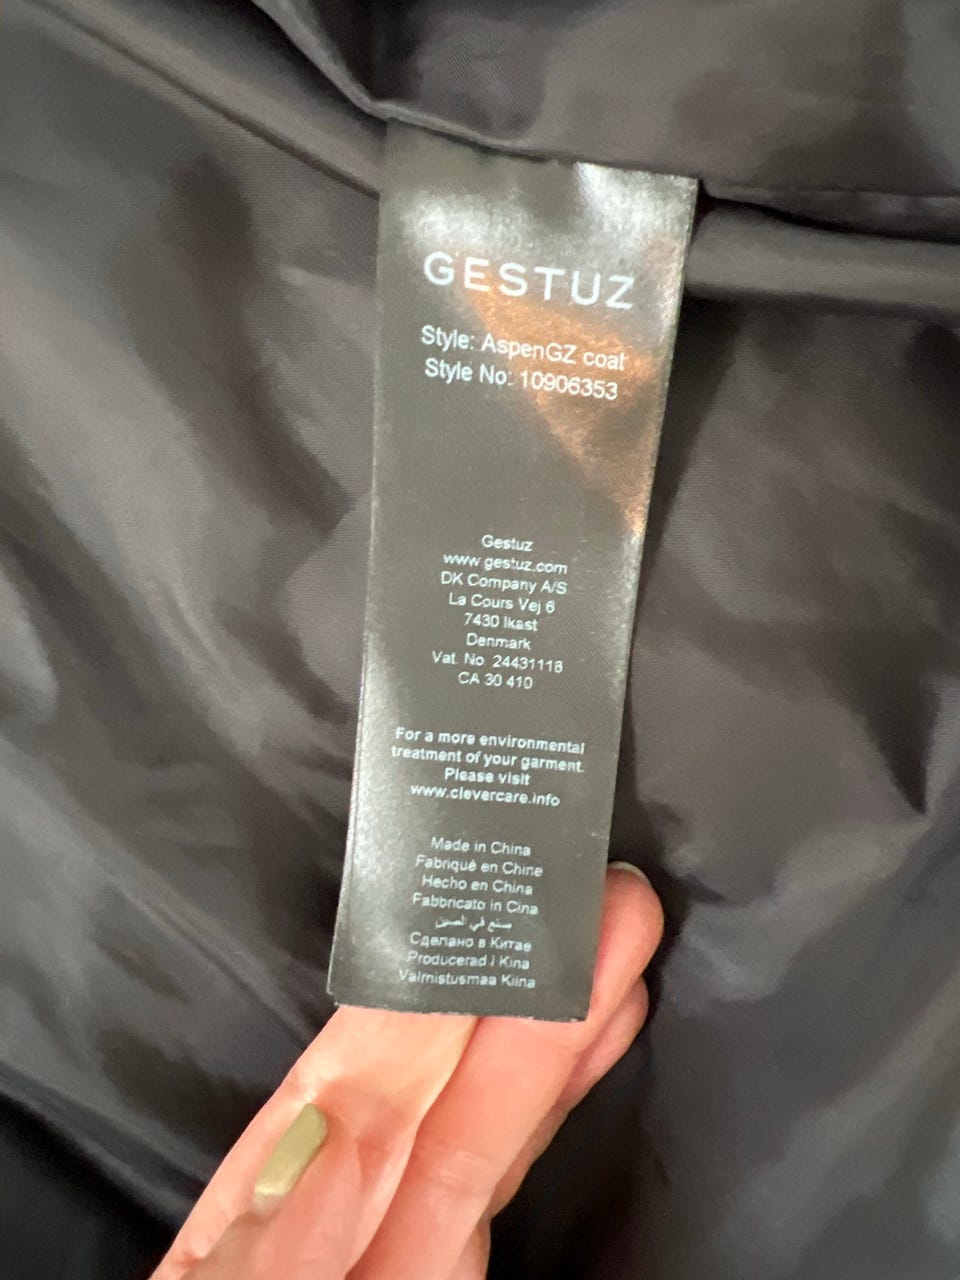 GESTUZ
Style: AspenGZ coat
Style No: 10906353
Gestuz
www.gestuz.com
DK Company A/S
La Cours Vej 6
7430 Ikast
Denmark
Vat. No 24431118
CA 30 410
For a more environmental
treatment of your garment.
Please visit
www.clevercare.info
Made in China
Fabriqué en Chine
Hecho en China
Fabbricato in Cina
صنع في الصين
Сделано в Китае
Producerad i Kina
Valmistusmaa Kiina